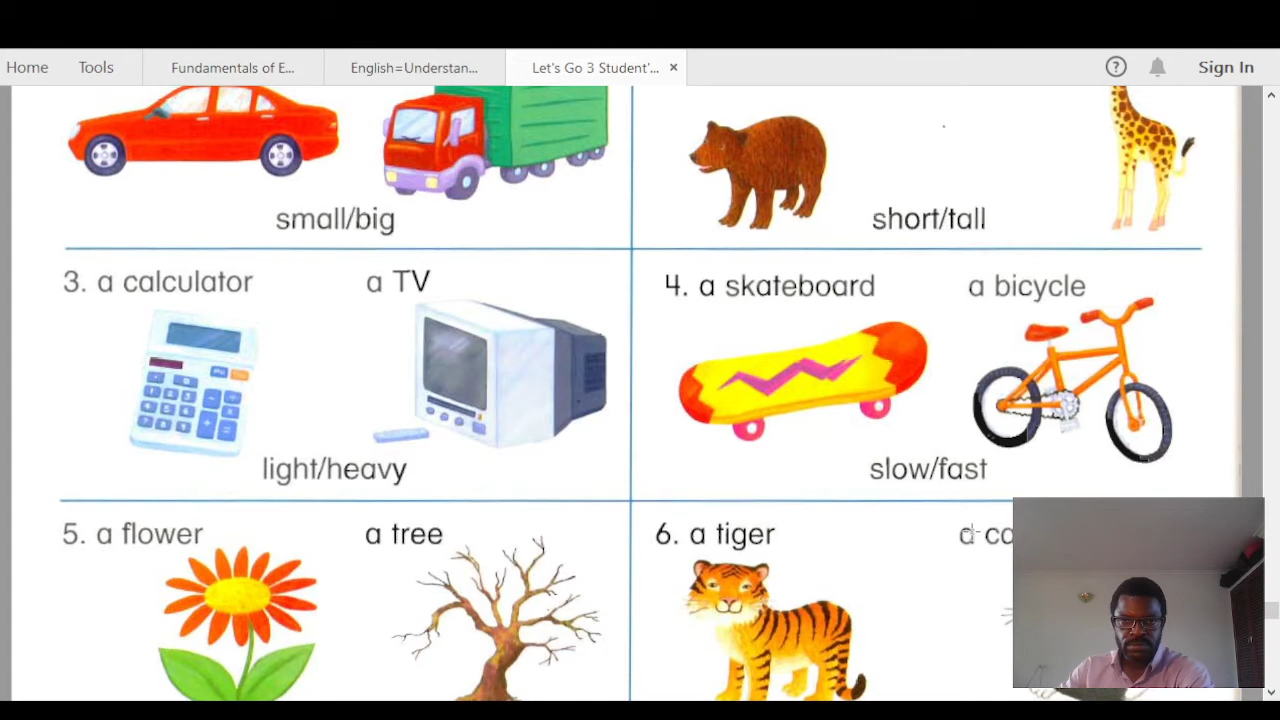 Home Tools Fundamentals of E... English=Understan... Let's Go 3 Student'... × ? Sign In
small/big
short/tall
3. a calculator a TV
light/heavy
4. a skateboard a bicycle
slow/fast
5. a flower a tree
6. a tiger